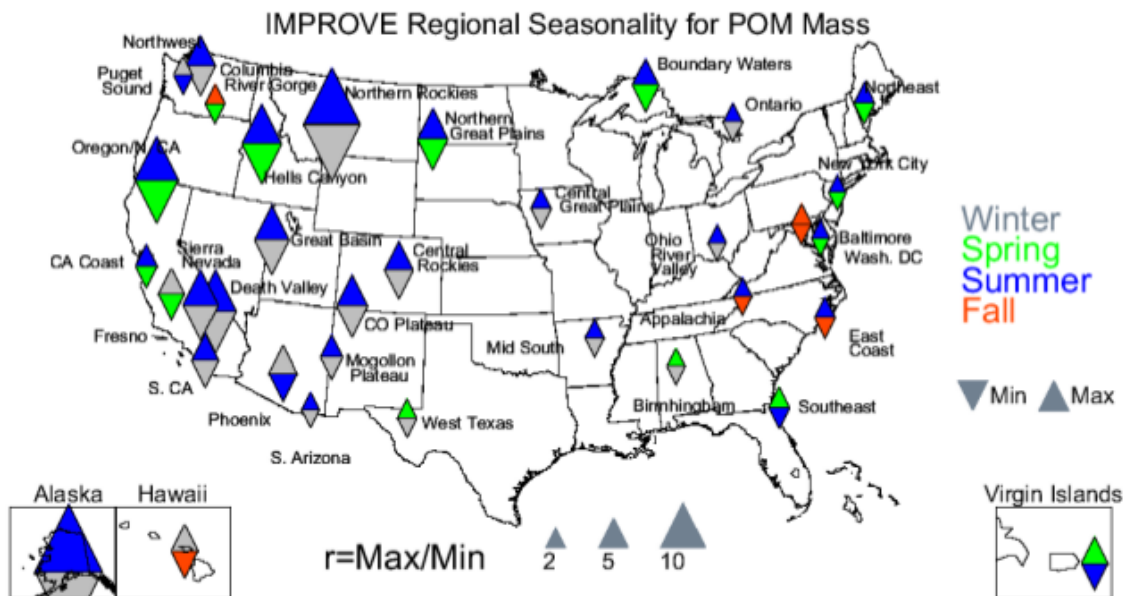 IMPROVE Regional Seasonality for POM Mass
Northwest
Puget
Sound
Columbia
River Gorge
Northern Rockies
Boundary Waters
Northeast
Ontario
Northern
Great Plains
Oregon/N. CA
Hells Canyon
New York City
Central
Great Plains
Great Basin
Sierra
Nevada
Central
Rockies
Ohio
River
Valley
Baltimore
Wash. DC
CA Coast
Death Valley
CO Plateau
Appalachia
East
Coast
Fresno
Mid South
Mogollon
Plateau
S. CA
Birmhingbam
Southeast
Phoenix
West Texas
S. Arizona
Winter
Spring
Summer
Fall
Min
Max
Alaska
Hawaii
Virgin Islands
r=Max/Min
2 5 10